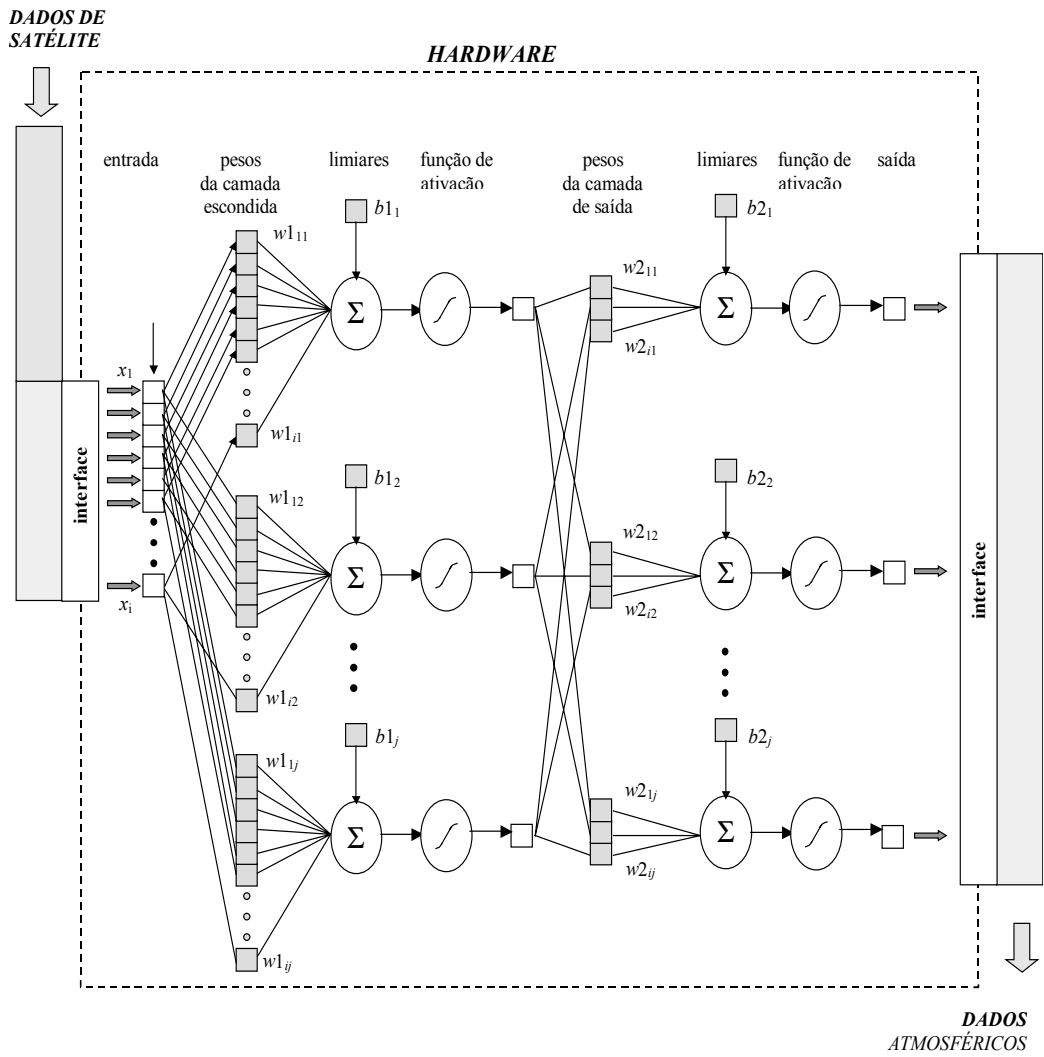 DADOS DE
SATÉLITE
HARDWARE
entrada
pesos
da camada
escondida
limiares
função de
ativação
pesos
da camada
de saída
limiares
função de
ativação
saída
b1₁
b2₁
w1₁₁
w2₁₁
Σ
Σ
w2ᵢ₁
x₁
w1ᵢ₁
interface
b1₂
b2₂
w1₁₂
w2₁₂
Σ
Σ
xᵢ
w2ᵢ₂
interface
w1ᵢ₂
b1ⱼ
b2ⱼ
w1₁ⱼ
w2₁ⱼ
Σ
Σ
w2ᵢⱼ
w1ᵢⱼ
DADOS
ATMOSFÉRICOS